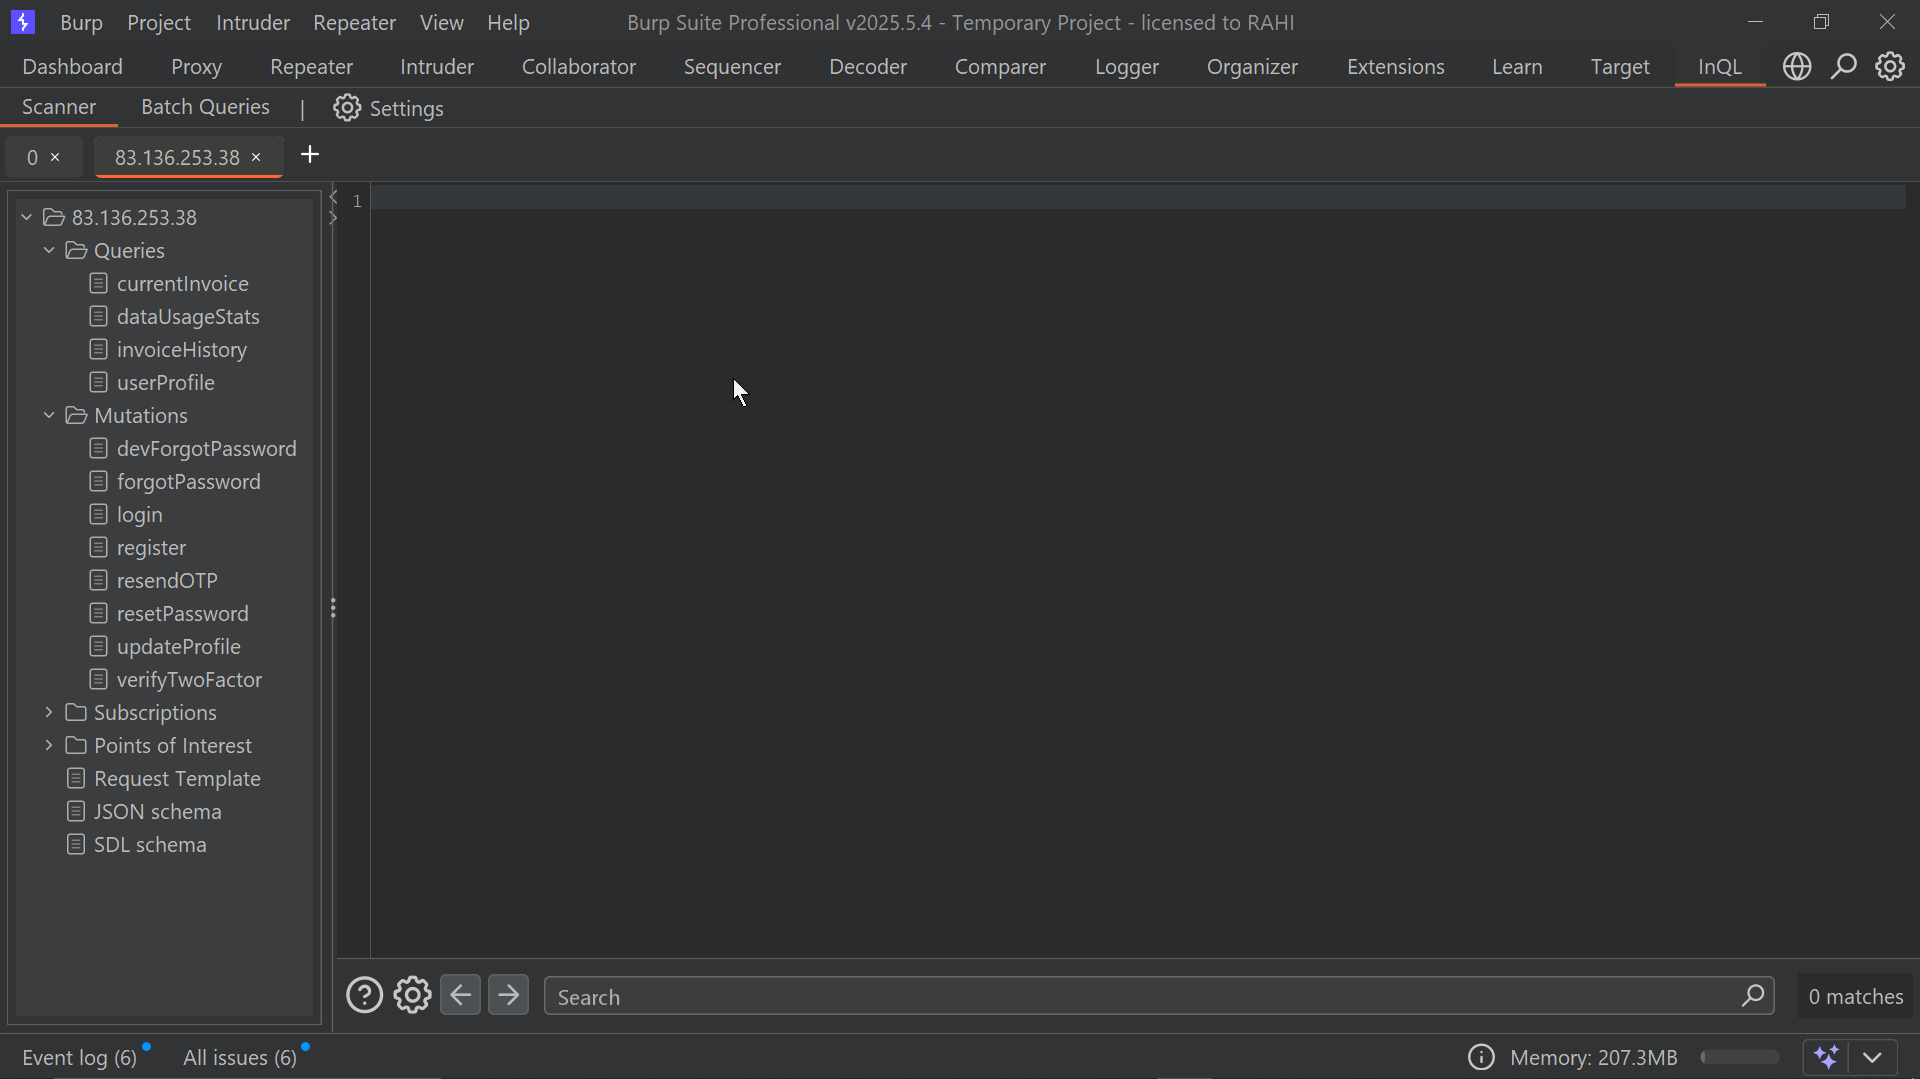 Burp Project Intruder Repeater View Help Burp Suite Professional v2025.5.4 - Temporary Project - licensed to RAHI
Dashboard Proxy Repeater Intruder Collaborator Sequencer Decoder Comparer Logger Organizer Extensions Learn Target InQL
Scanner Batch Queries | Settings
0 × 83.136.253.38 × +
83.136.253.38
1
Queries
currentInvoice
dataUsageStats
invoiceHistory
userProfile
Mutations
devForgotPassword
forgotPassword
login
register
resendOTP
resetPassword
updateProfile
verifyTwoFactor
Subscriptions
Points of Interest
Request Template
JSON schema
SDL schema
Search
0 matches
Event log (6) All issues (6) Memory: 207.3MB